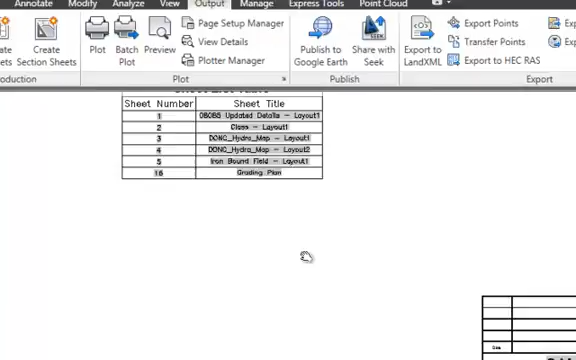 Annotate Modify Analyze View Output Manage Express Tools Point Cloud
Create
Section Sheets
Plot
Batch
Plot
Preview
Page Setup Manager
View Details
Plotter Manager
Plot
Publish to
Google Earth
Share with
Seek
Publish
Export to
LandXML
Export Points
Transfer Points
Export to HEC RAS
Export
Sheet List Table
Sheet Number Sheet Title
1 Updated Details - Layout1
2 - Layout1
3 DONC_Hydro_Map - Layout1
4 DONC_Hydro_Map - Layout2
5 Iron Bound Field - Layout1
16 Grading Plan